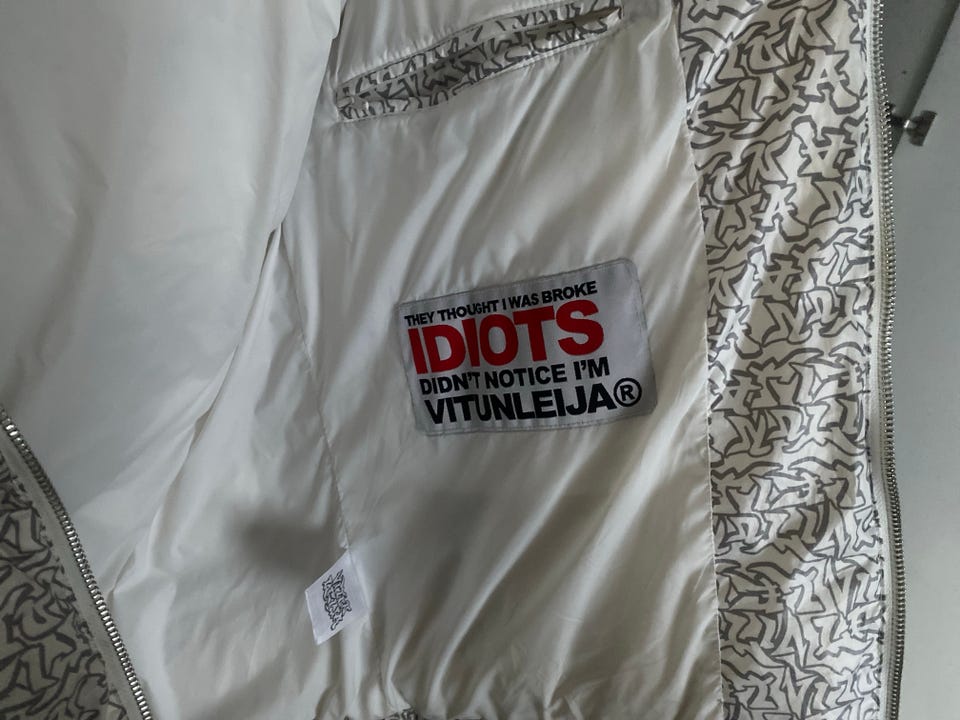 THEY THOUGHT I WAS BROKE
IDIOTS
DIDN'T NOTICE I'M
VITUNLEIJA®